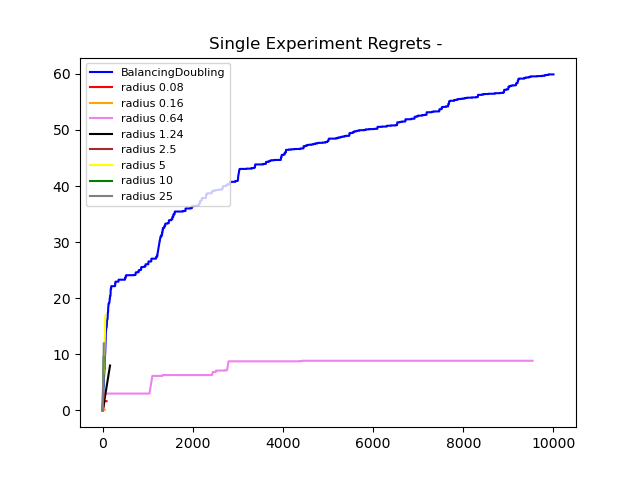 Single Experiment Regrets -
BalancingDoubling
radius 0.08
radius 0.16
radius 0.64
radius 1.24
radius 2.5
radius 5
radius 10
radius 25
60
50
40
30
20
10
0
0 2000 4000 6000 8000 10000